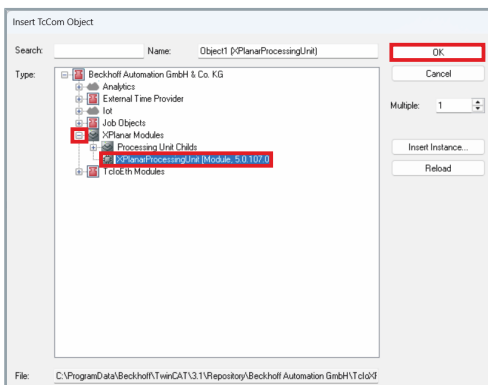 Insert TcCom Object
Search:
Name:
Object1 (XPlanarProcessingUnit)
OK
Type:
Beckhoff Automation GmbH & Co. KG
Cancel
Analytics
External Time Provider
Iot
Multiple:
1
Job Objects
XPlanar Modules
Processing Unit Childs
Insert Instance...
XPlanarProcessingUnit [Module, 5.0.107.0
Reload
TcIoEth Modules
File:
C:\ProgramData\Beckhoff\TwinCAT\3.1\Repository\Beckhoff Automation GmbH\TcIoXF